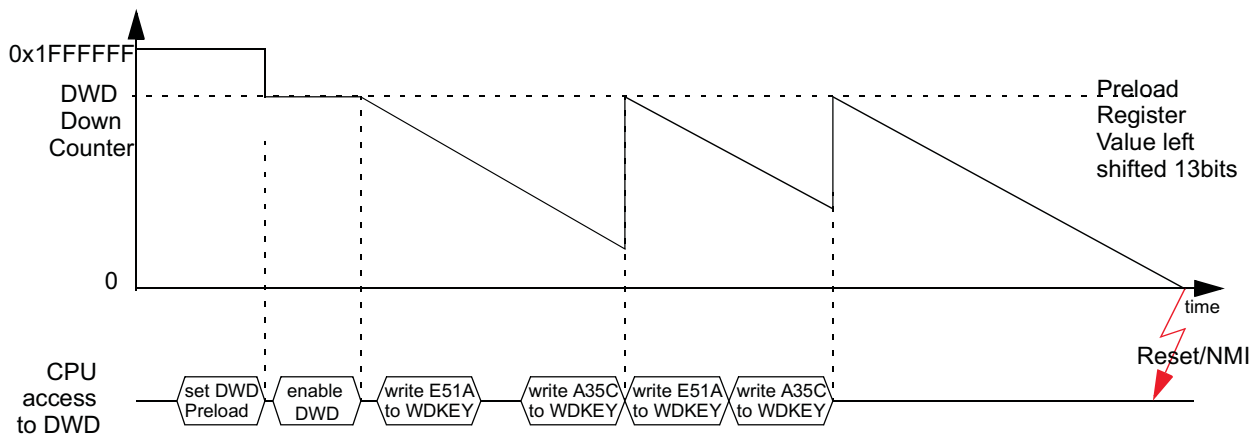 0x1FFFFFF
DWD
Down
Counter
Preload
Register
Value left
shifted 13bits
0
time
Reset/NMI
CPU
access
to DWD
set DWD
Preload
enable
DWD
write E51A
to WDKEY
write A35C
to WDKEY
write E51A
to WDKEY
write A35C
to WDKEY